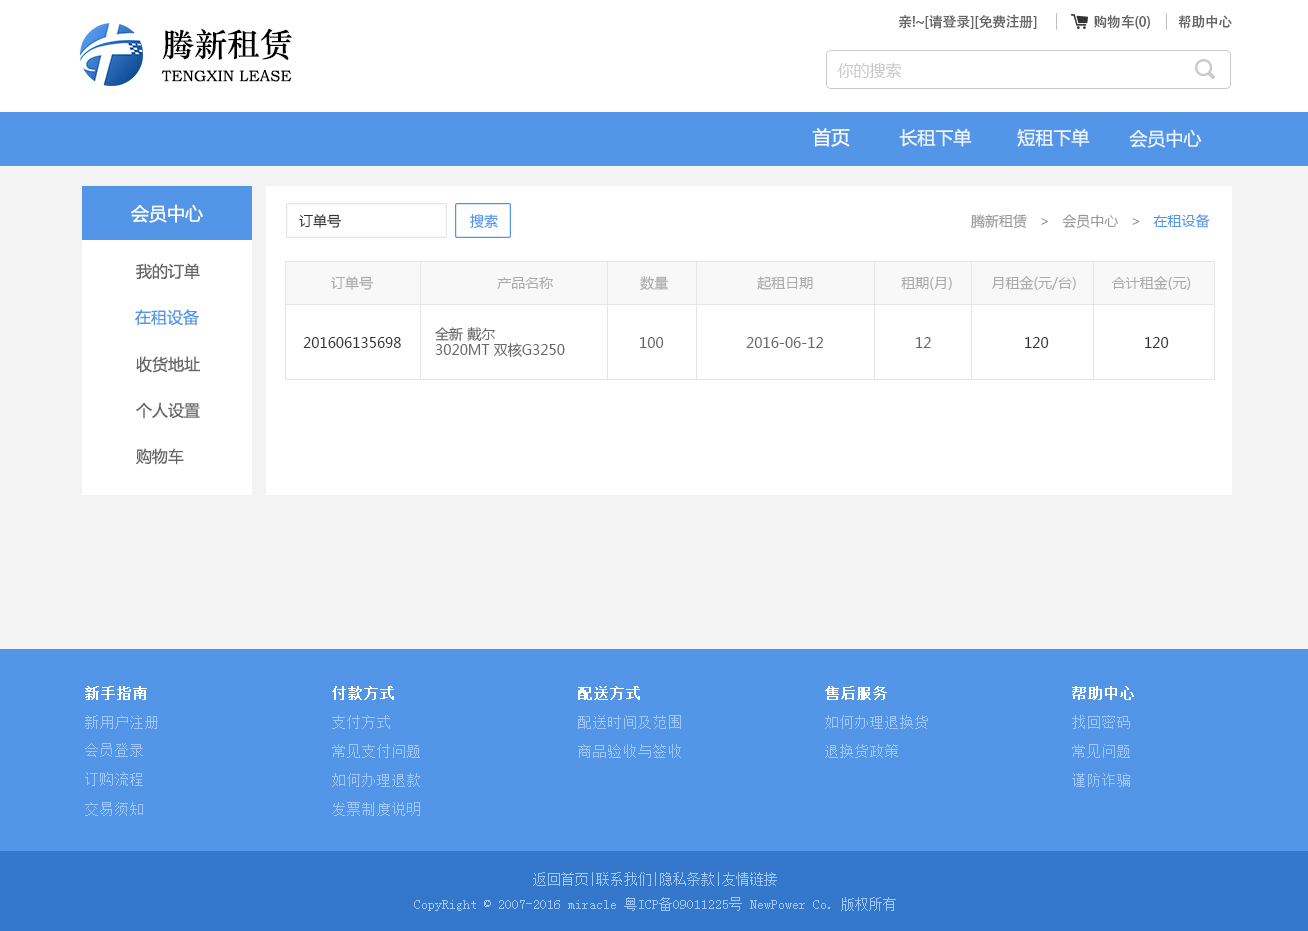 腾新租赁
TENGXIN LEASE
亲!~[请登录][免费注册]
购物车(0)
帮助中心
你的搜索
首页 长租下单 短租下单 会员中心
会员中心
我的订单
在租设备
收货地址
个人设置
购物车
订单号 搜索
腾新租赁 > 会员中心 > 在租设备
订单号 产品名称 数量 起租日期 租期(月) 月租金(元/台) 合计租金(元)
201606135698 全新 戴尔
3020MT 双核G3250 100 2016-06-12 12 120 120
新手指南
新用户注册
会员登录
订购流程
交易须知
付款方式
支付方式
常见支付问题
如何办理退款
发票制度说明
配送方式
配送时间及范围
商品验收与签收
售后服务
如何办理退换货
退换货政策
帮助中心
找回密码
常见问题
谨防诈骗
返回首页|联系我们|隐私条款|友情链接
CopyRight © 2007-2016 miracle 粤ICP备09011225号 NewPower Co. 版权所有